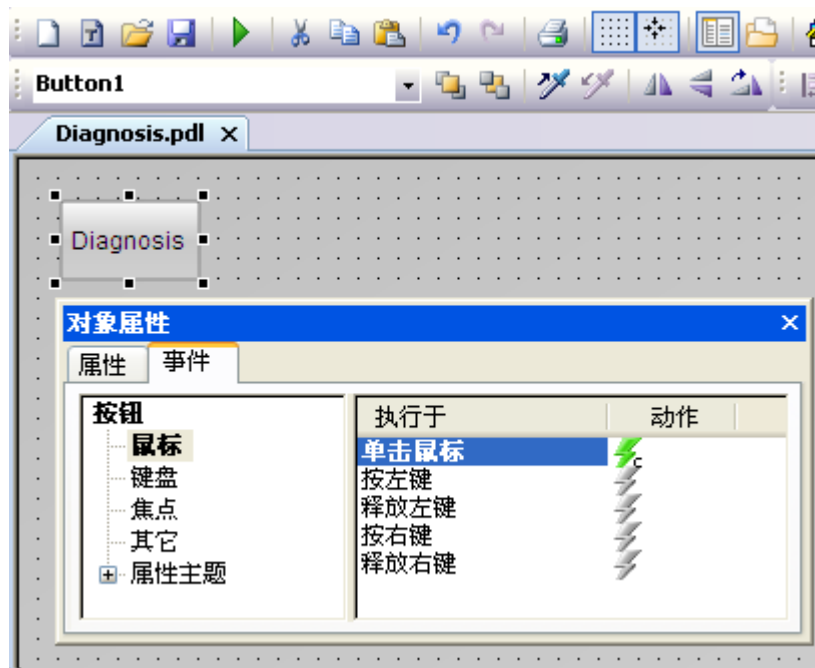 Button1
Diagnosis.pdl
Diagnosis
对象属性
属性 事件
按钮
鼠标
键盘
焦点
其它
属性主题
执行于 动作
单击鼠标
按左键
释放左键
按右键
释放右键